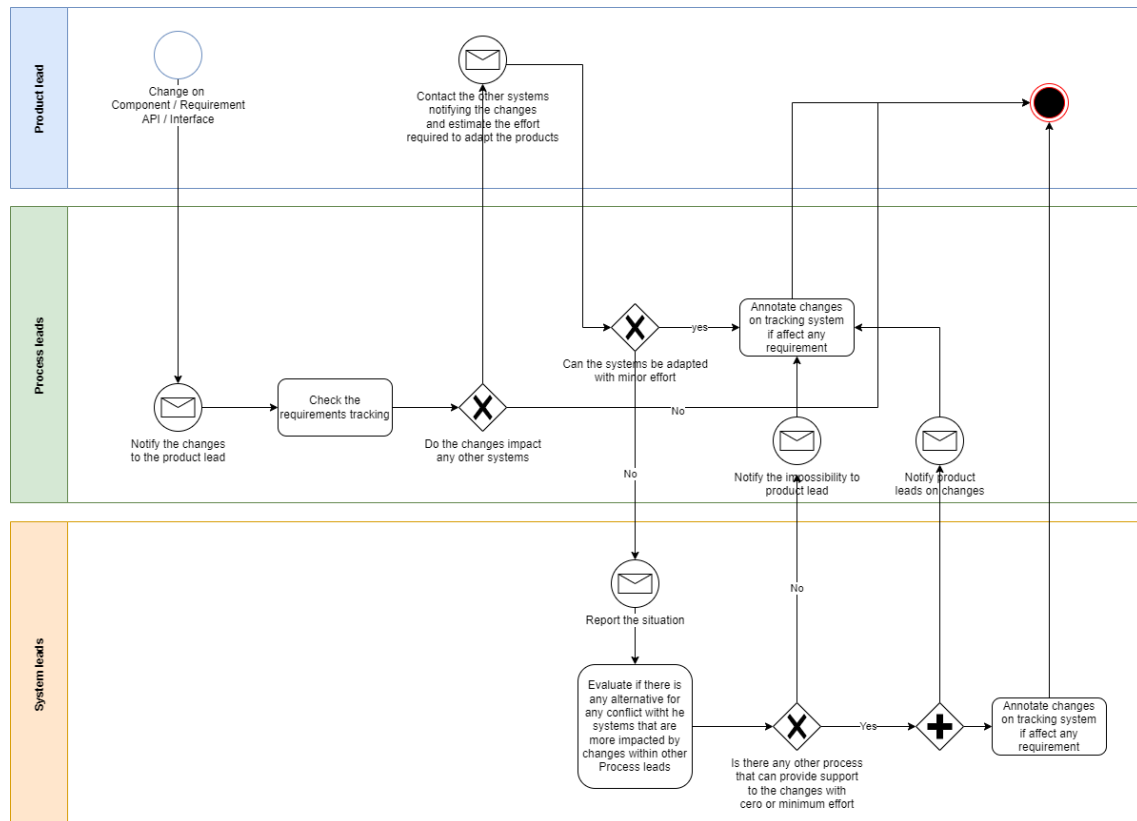 Product lead
Change on
Component / Requirement
API / Interface
Contact the other systems
notifying the changes
and estimate the effort
required to adapt the products
Process leads
Notify the changes
to the product lead
Check the
requirements tracking
Do the changes impact
any other systems
No
Can the systems be adapted
with minor effort
yes
No
Annotate changes
on tracking system
if affect any
requirement
Notify the impossibility to
product lead
Notify product
leads on changes
System leads
Report the situation
Evaluate if there is
any alternative for
any conflict witht he
systems that are
more impacted by
changes within other
Process leads
No
Yes
Is there any other process
that can provide support
to the changes with
cero or minimum effort
Annotate changes
on tracking system
if affect any
requirement